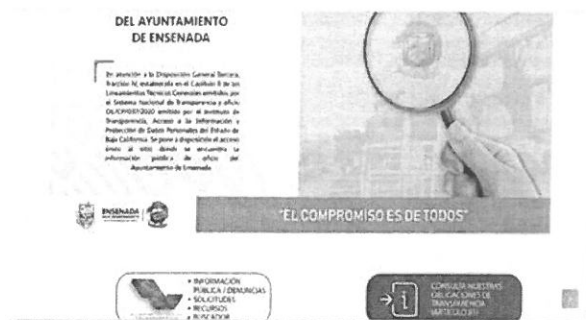 DEL AYUNTAMIENTO
DE ENSENADA
En atención a la Disposición General Tercera,
fracción IV, establecida en el Capítulo II de los
Lineamientos Técnicos Generales emitidos por
el Sistema Nacional de Transparencia y oficio
emitido por el Instituto de
Transparencia, Acceso a la Información y
Protección de Datos Personales del Estado de
Baja California. Se pone a disposición el acceso
único al sitio donde se encuentra la
información pública de oficio del
Ayuntamiento de Ensenada
ENSENADA
"EL COMPROMISO ES DE TODOS"
• INFORMACIÓN
PÚBLICA / DENUNCIAS
• SOLICITUDES
• RECURSOS
• BUSCADOR
i
CONSULTA NUESTRAS
OBLIGACIONES DE
TRANSPARENCIA
(ARTÍCULO 81)